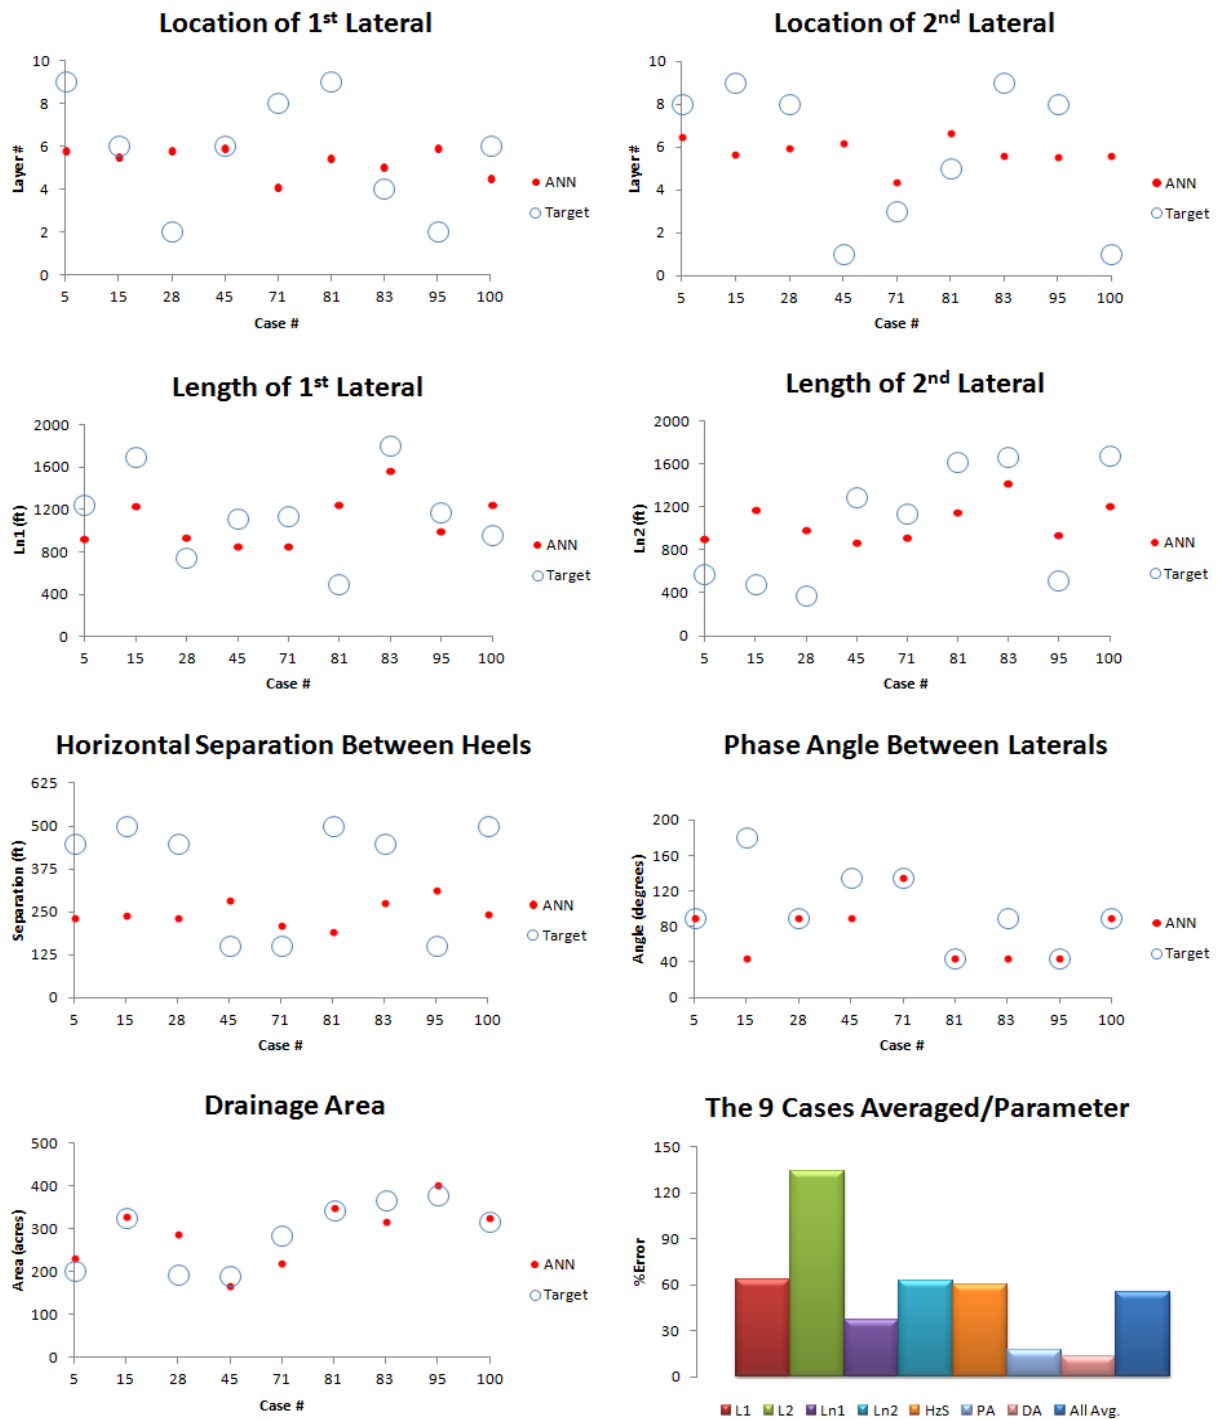 Location of 1st Lateral
10
8
6
4
2
0
Layer #
5 15 28 45 71 81 83 95 100
Case #
ANN
Target
Location of 2nd Lateral
10
8
6
4
2
0
Layer #
5 15 28 45 71 81 83 95 100
Case #
ANN
Target
Length of 1st Lateral
2000
1600
1200
800
400
0
Ln1 (ft)
5 15 28 45 71 81 83 95 100
Case #
ANN
Target
Length of 2nd Lateral
2000
1600
1200
800
400
0
Ln2 (ft)
5 15 28 45 71 81 83 95 100
Case #
ANN
Target
Horizontal Separation Between Heels
625
500
375
250
125
0
Separation (ft)
5 15 28 45 71 81 83 95 100
Case #
ANN
Target
Phase Angle Between Laterals
200
160
120
80
40
0
Angle (degrees)
5 15 28 45 71 81 83 95 100
Case #
ANN
Target
Drainage Area
500
400
300
200
100
0
Area (acres)
5 15 28 45 71 81 83 95 100
Case #
ANN
Target
The 9 Cases Averaged/Parameter
150
120
90
60
30
0
%Error
L1 L2 Ln1 Ln2 HzS PA DA All Avg.